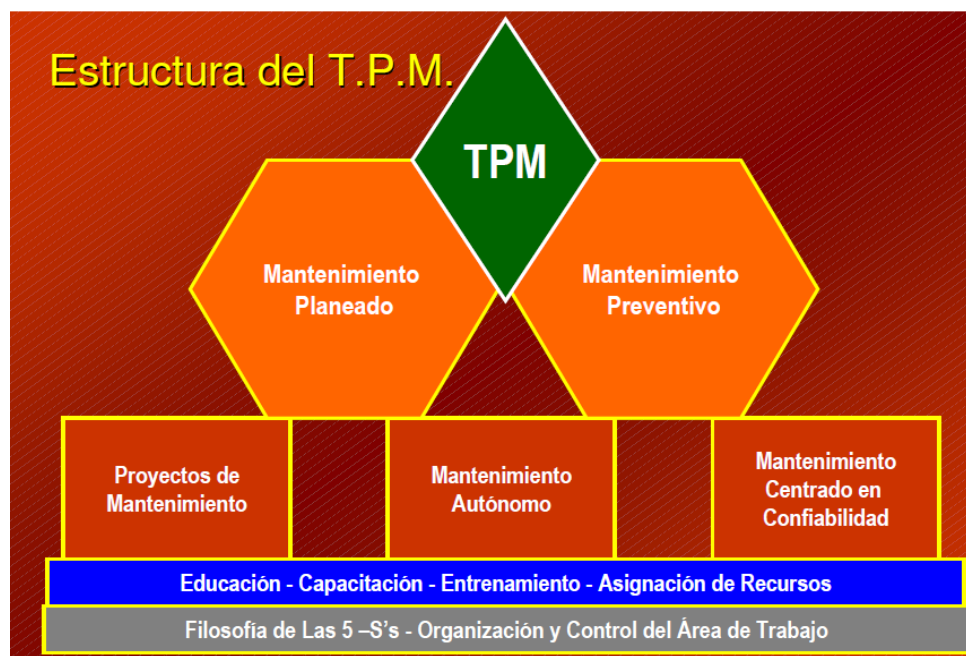 Estructura del T.P.M.
TPM
Mantenimiento
Planeado
Mantenimiento
Preventivo
Proyectos de
Mantenimiento
Mantenimiento
Autónomo
Mantenimiento
Centrado en
Confiabilidad
Educación - Capacitación - Entrenamiento - Asignación de Recursos
Filosofía de Las 5 –S’s - Organización y Control del Área de Trabajo